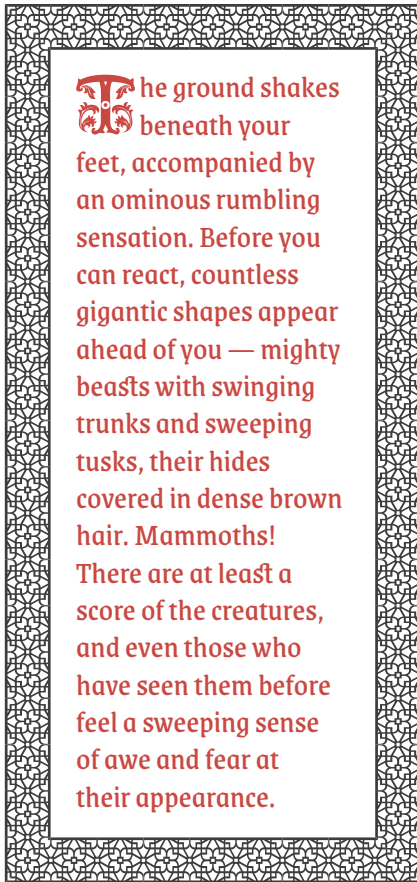 The ground shakes
beneath your
feet, accompanied by
an ominous rumbling
sensation. Before you
can react, countless
gigantic shapes appear
ahead of you — mighty
beasts with swinging
trunks and sweeping
tusks, their hides
covered in dense brown
hair. Mammoths!
There are at least a
score of the creatures,
and even those who
have seen them before
feel a sweeping sense
of awe and fear at
their appearance.